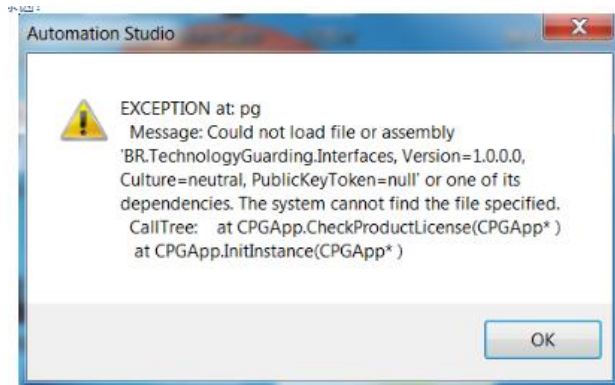 Automation Studio
EXCEPTION at: pg
Message: Could not load file or assembly
'BR.TechnologyGuarding.Interfaces, Version=1.0.0.0,
Culture=neutral, PublicKeyToken=null' or one of its
dependencies. The system cannot find the file specified.
CallTree: at CPGApp.CheckProductLicense(CPGApp* )
at CPGApp.InitInstance(CPGApp* )
OK